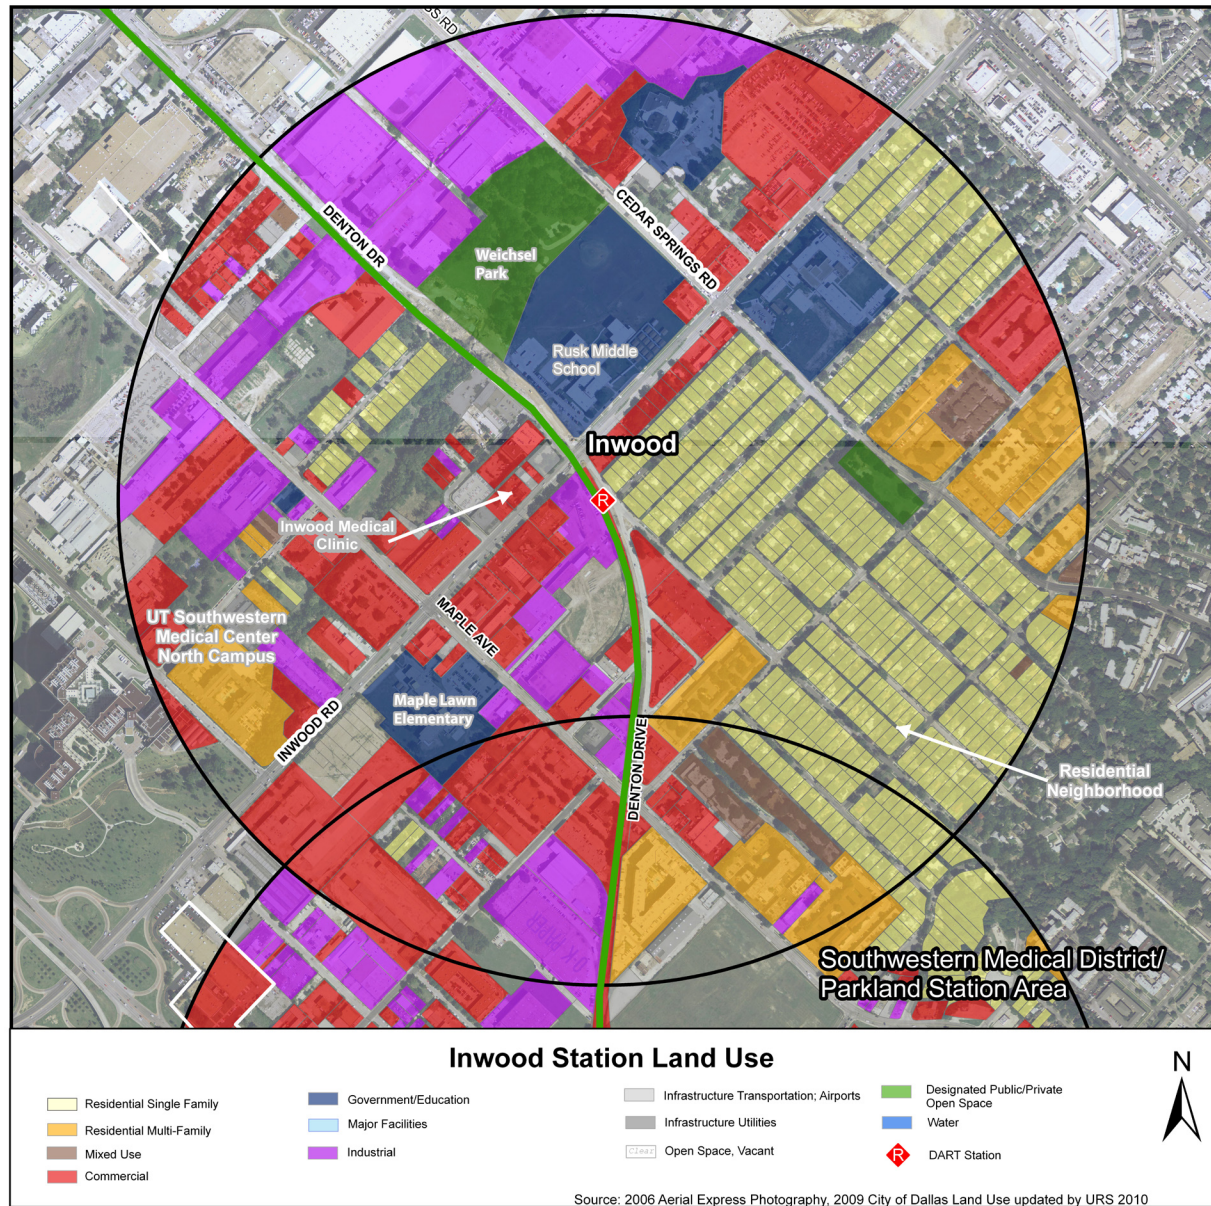 GS RD
CEDAR SPRINGS RD
DENTON DR
Weichsel
Park
Rusk Middle
School
Inwood
R
Inwood Medical
Clinic
MAPLE AVE
UT Southwestern
Medical Center
North Campus
Maple Lawn
Elementary
INWOOD RD
DENTON DRIVE
Residential
Neighborhood
Southwestern Medical District/
Parkland Station Area
Inwood Station Land Use
N
Residential Single Family
Residential Multi-Family
Mixed Use
Commercial
Government/Education
Major Facilities
Industrial
Infrastructure Transportation; Airports
Infrastructure Utilities
Clear Open Space, Vacant
Designated Public/Private
Open Space
Water
R DART Station
Source: 2006 Aerial Express Photography, 2009 City of Dallas Land Use updated by URS 2010